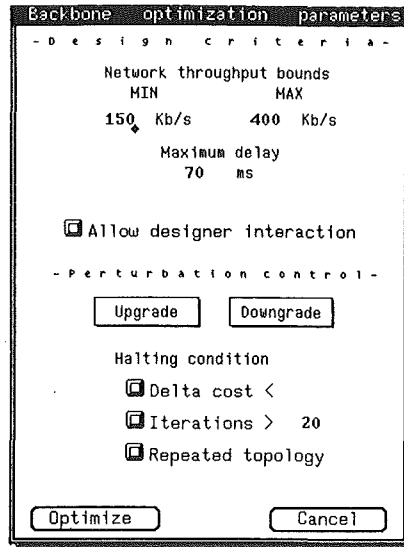 Backbone optimization parameters
- D e s i g n   c r i t e r i a -
Network throughput bounds
MIN MAX
150 Kb/s 400 Kb/s
Maximum delay
70 ms
Allow designer interaction
- P e r t u r b a t i o n   c o n t r o l -
Upgrade Downgrade
Halting condition
Delta cost <
Iterations > 20
Repeated topology
Optimize Cancel